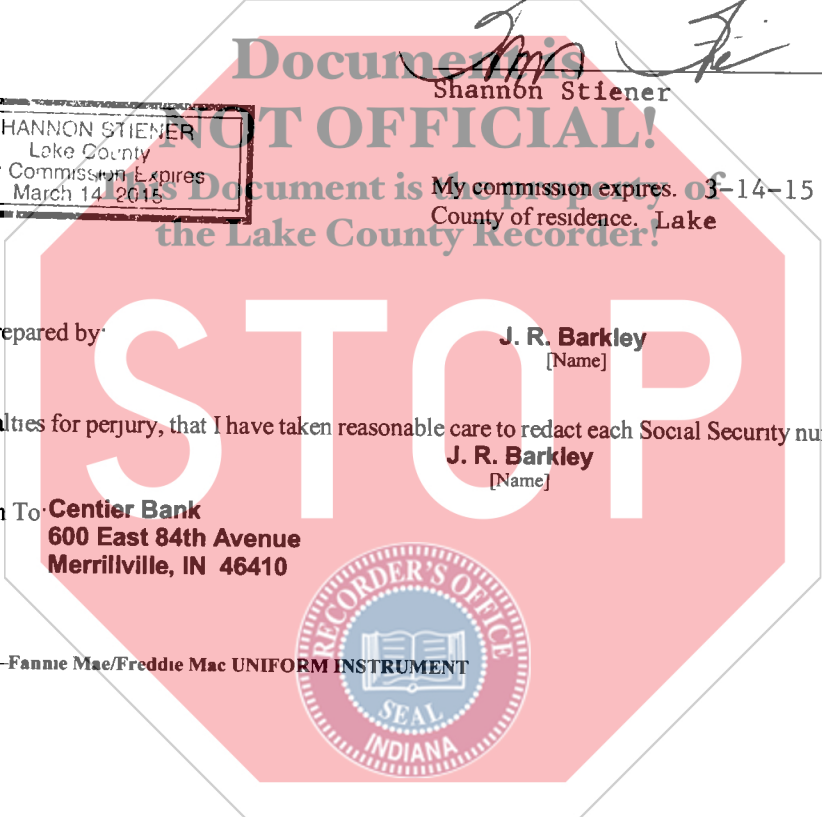 Document is
Shannon Stiener
NOT OFFICIAL!
HANNON STIENER
Lake County
Commission Expires
March 14 2015
This Document is the property of
the Lake County Recorder!
My commission expires. 3-14-15
County of residence. Lake
STOP
epared by
J. R. Barkley
[Name]
lties for perjury, that I have taken reasonable care to redact each Social Security nu
J. R. Barkley
[Name]
n To Centier Bank
600 East 84th Avenue
Merrillville, IN 46410
RECORDER'S OFFICE
SEAL
INDIANA
–Fannie Mae/Freddie Mac UNIFORM INSTRUMENT